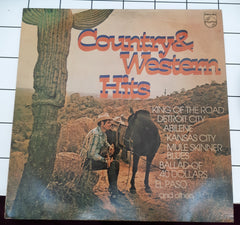 PHILIPS
Country &
Western
Hits
KING OF THE ROAD
DETROIT CITY
ABILENE
KANSAS CITY
MULE SKINNER
BLUES
BALLAD OF
40 DOLLARS
EL PASO
and others